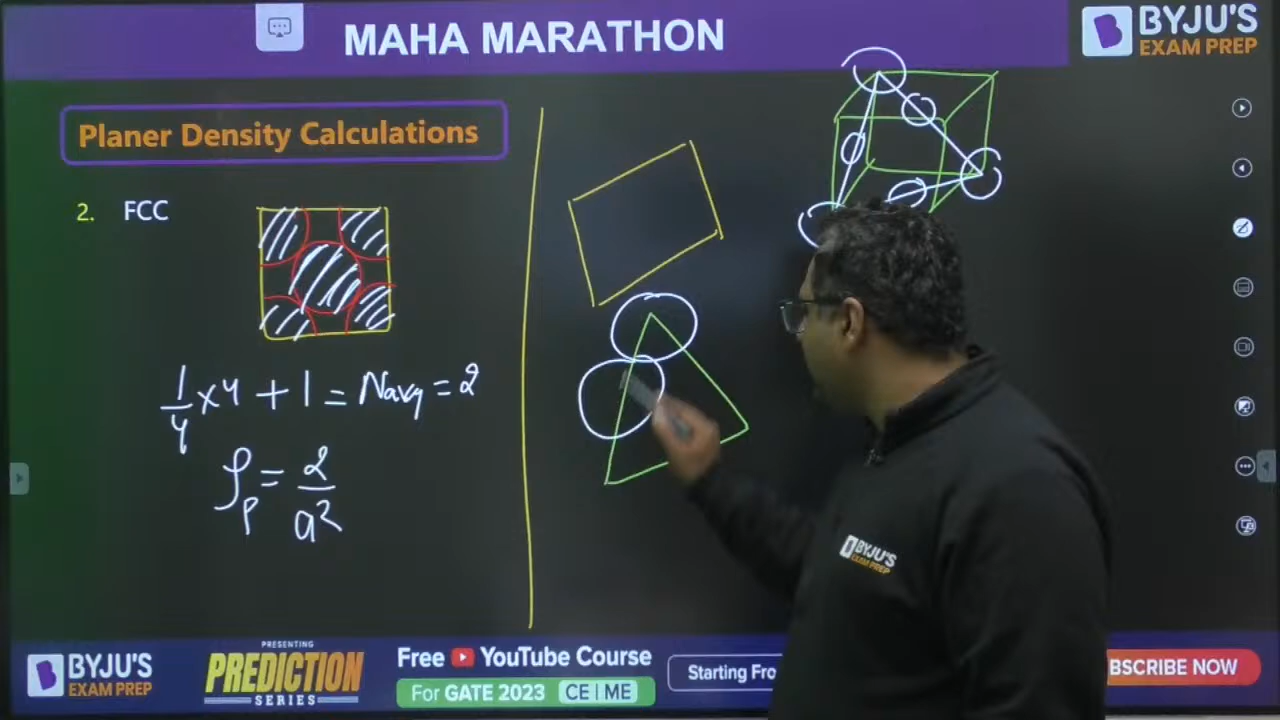 MAHA MARATHON
BYJU'S
EXAM PREP
Planer Density Calculations
2. FCC
1/4 x 4 + 1 = Navg = 2
ρp = 2/a²
BYJU'S
EXAM PREP
BYJU'S
EXAM PREP
PRESENTING
PREDICTION
SERIES
Free YouTube Course
For GATE 2023 CE | ME
Starting Fro
BSCRIBE NOW